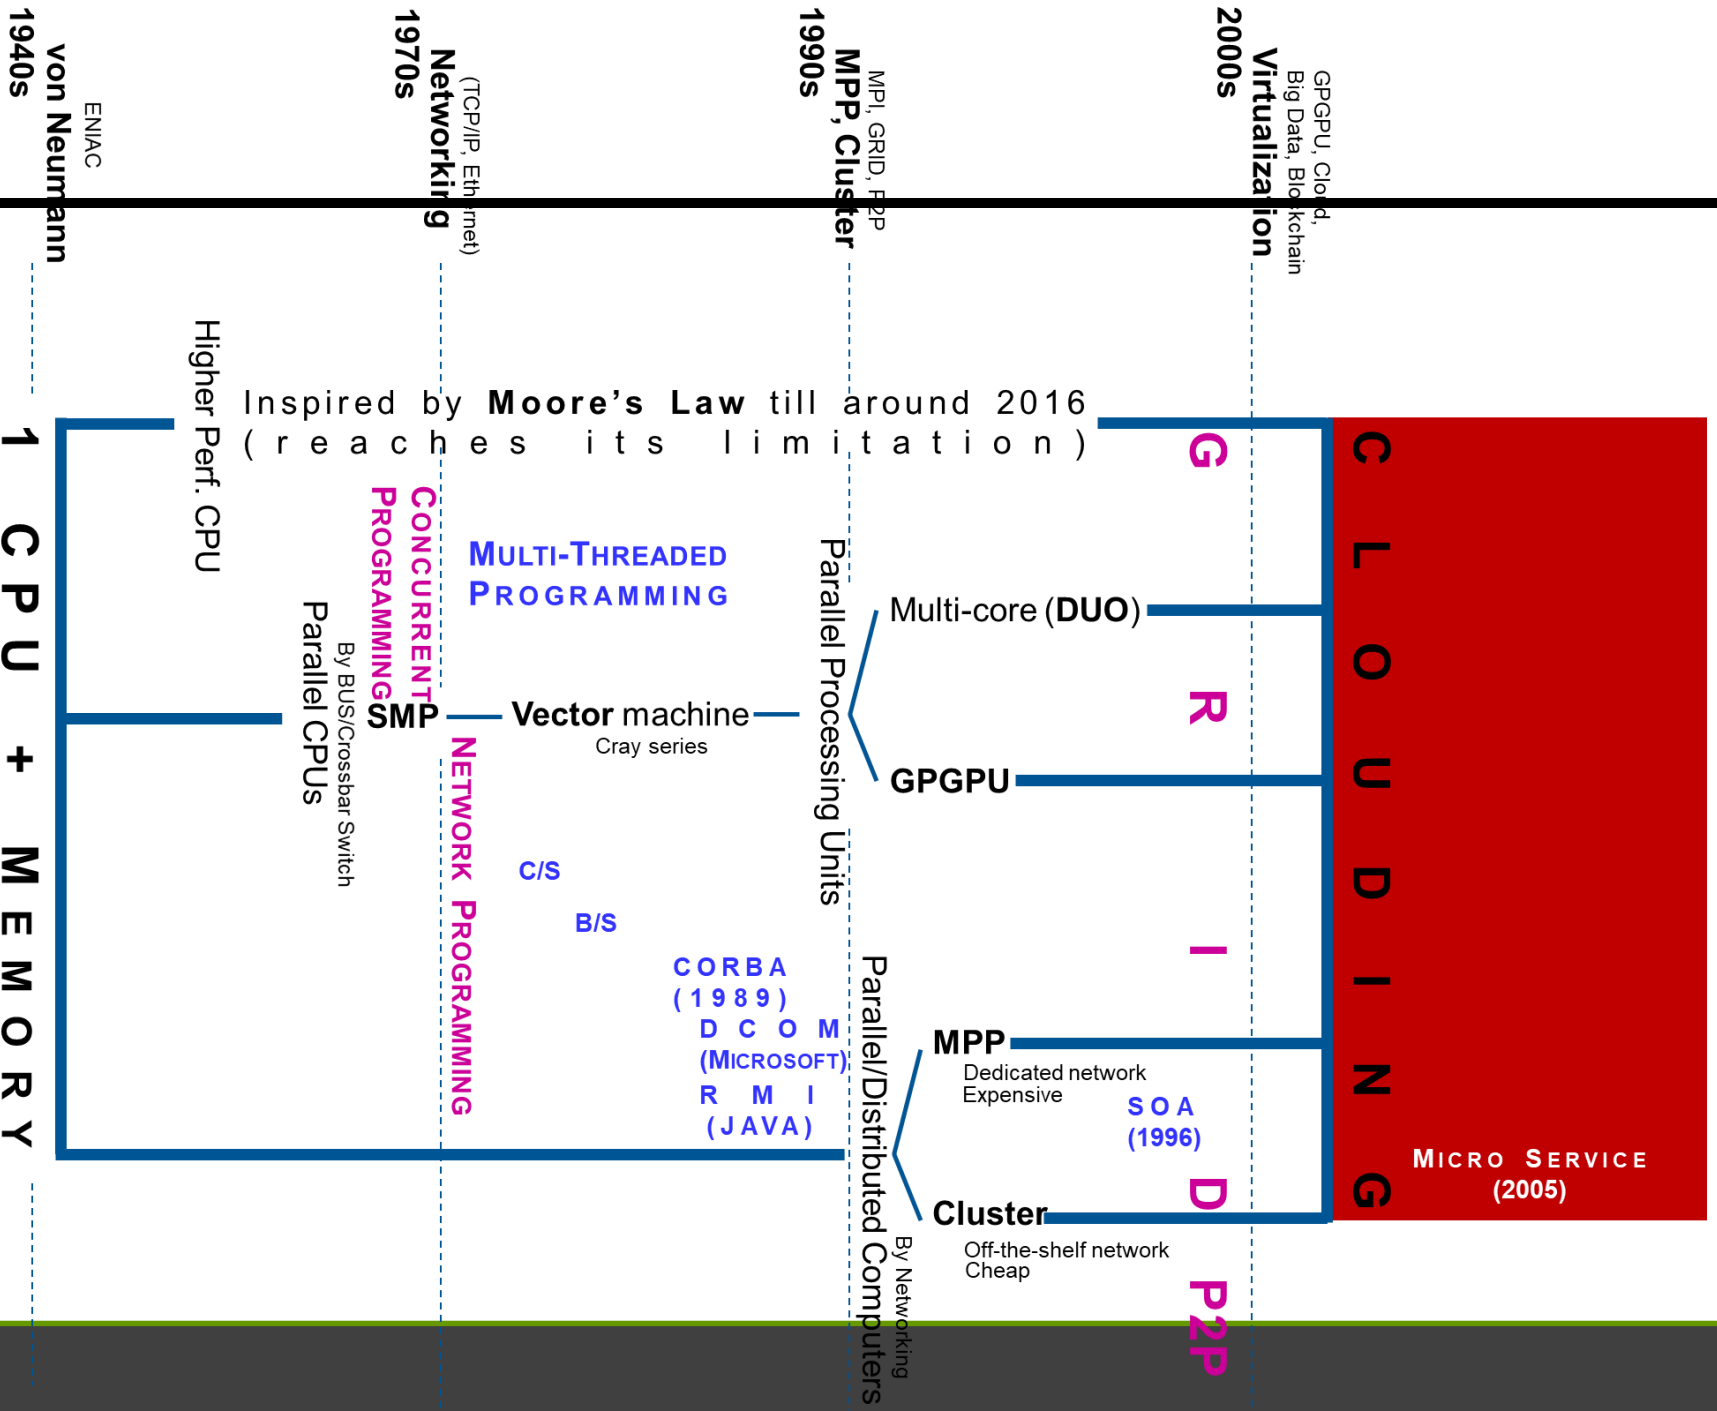 1940s
von Neumann
ENIAC
1970s
Networking
(TCP/IP, Ethernet)
1990s
MPP, Cluster
MPI, GRID, P2P
2000s
Virtualization
GPGPU, Cloud,
Big Data, Blockchain
1 CPU + MEMORY
Higher Perf. CPU
Inspired by Moore's Law till around 2016
(reaches its limitation)
CONCURRENT
PROGRAMMING
MULTI-THREADED
PROGRAMMING
Parallel CPUs
By BUS/Crossbar Switch
SMP
Vector machine
Cray series
Parallel Processing Units
Multi-core (DUO)
GPGPU
NETWORK PROGRAMMING
C/S
B/S
CORBA
(1989)
DCOM
(MICROSOFT)
RMI
(JAVA)
Parallel/Distributed Computers
By Networking
MPP
Dedicated network
Expensive
SOA
(1996)
Cluster
Off-the-shelf network
Cheap
GRID
P2P
CLOUDING
MICRO SERVICE
(2005)